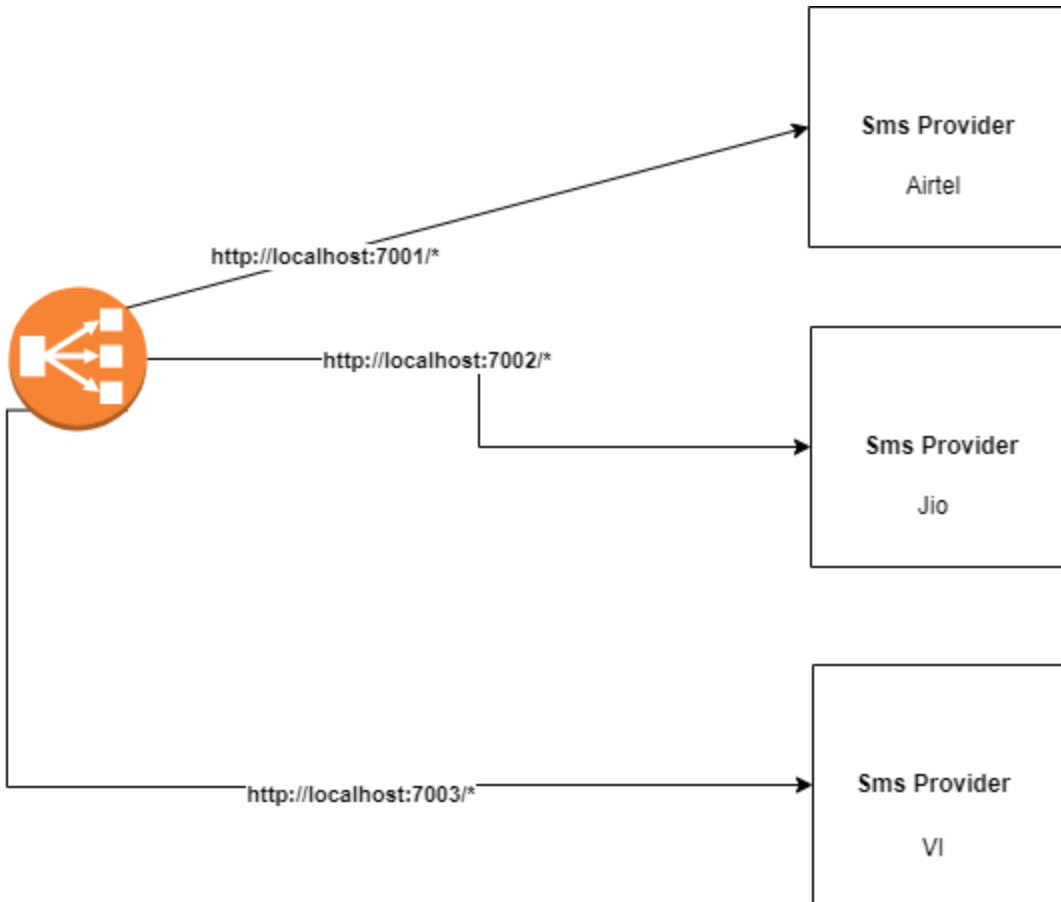 Sms Provider
Airtel
http://localhost:7001/*
http://localhost:7002/*
Sms Provider
Jio
http://localhost:7003/*
Sms Provider
VI